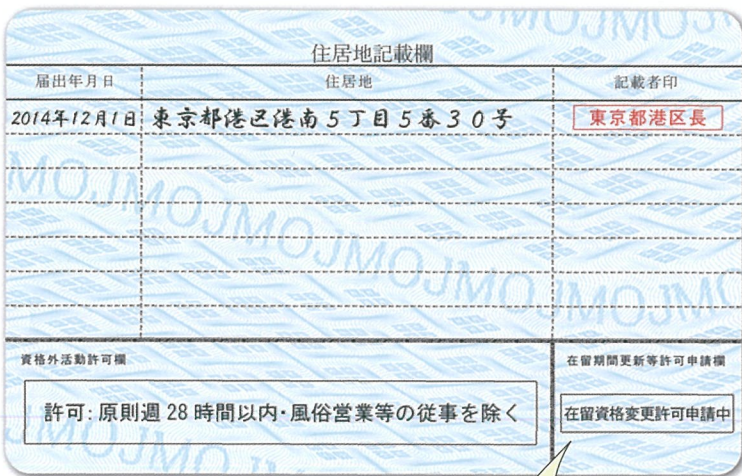 住居地記載欄
届出年月日 住居地 記載者印
2014年12月1日 東京都港区港南5丁目5番30号 東京都港区長
資格外活動許可欄 在留期間更新等許可申請欄
許可:原則週28時間以内・風俗営業等の従事を除く 在留資格変更許可申請中
MOJMOJMOJMOJMOJMOJ